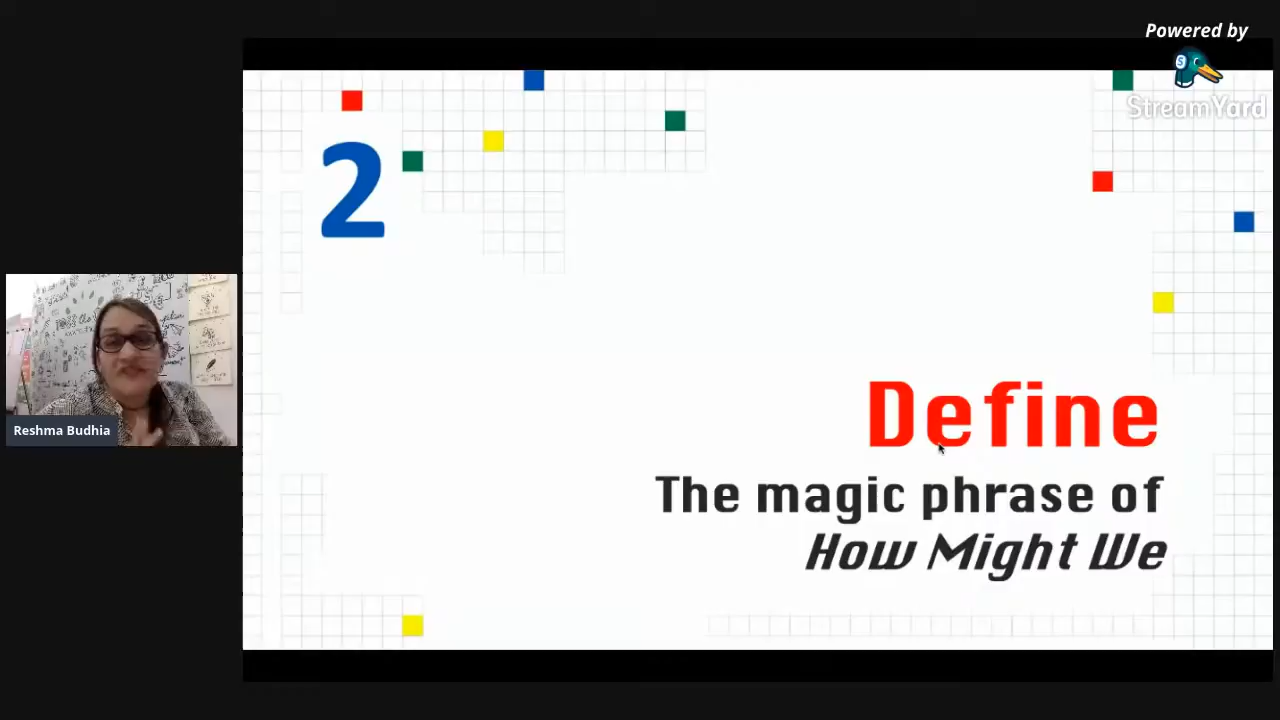 Powered by
StreamYard
2
Define
The magic phrase of
How Might We
Reshma Budhia